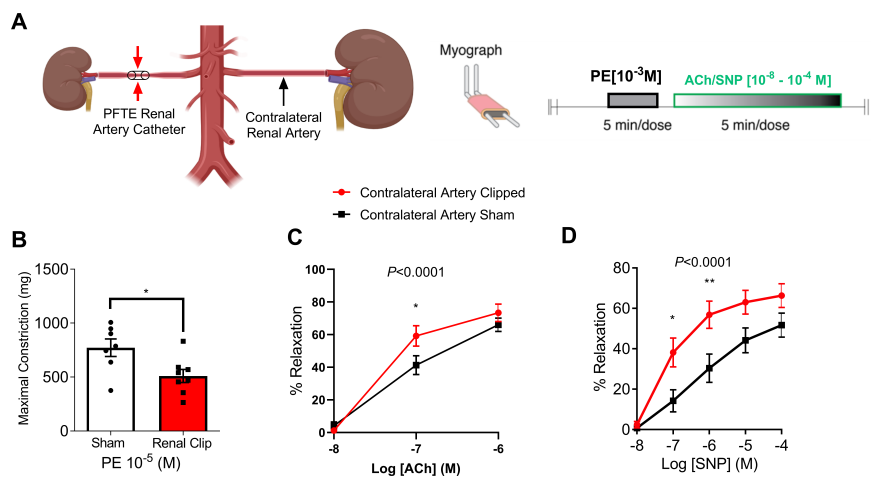 A
PFTE Renal
Artery Catheter
Contralateral
Renal Artery
Myograph
PE[10-3M]
ACh/SNP [10-8 - 10-4 M]
5 min/dose
5 min/dose
Contralateral Artery Clipped
Contralateral Artery Sham
B
Maximal Constriction (mg)
1500
1000
500
0
*
Sham
Renal Clip
PE 10-5 (M)
C
P<0.0001
*
% Relaxation
100
80
60
40
20
0
-8
-7
-6
Log [ACh] (M)
D
P<0.0001
*
**
% Relaxation
80
60
40
20
0
-8
-7
-6
-5
-4
Log [SNP] (M)